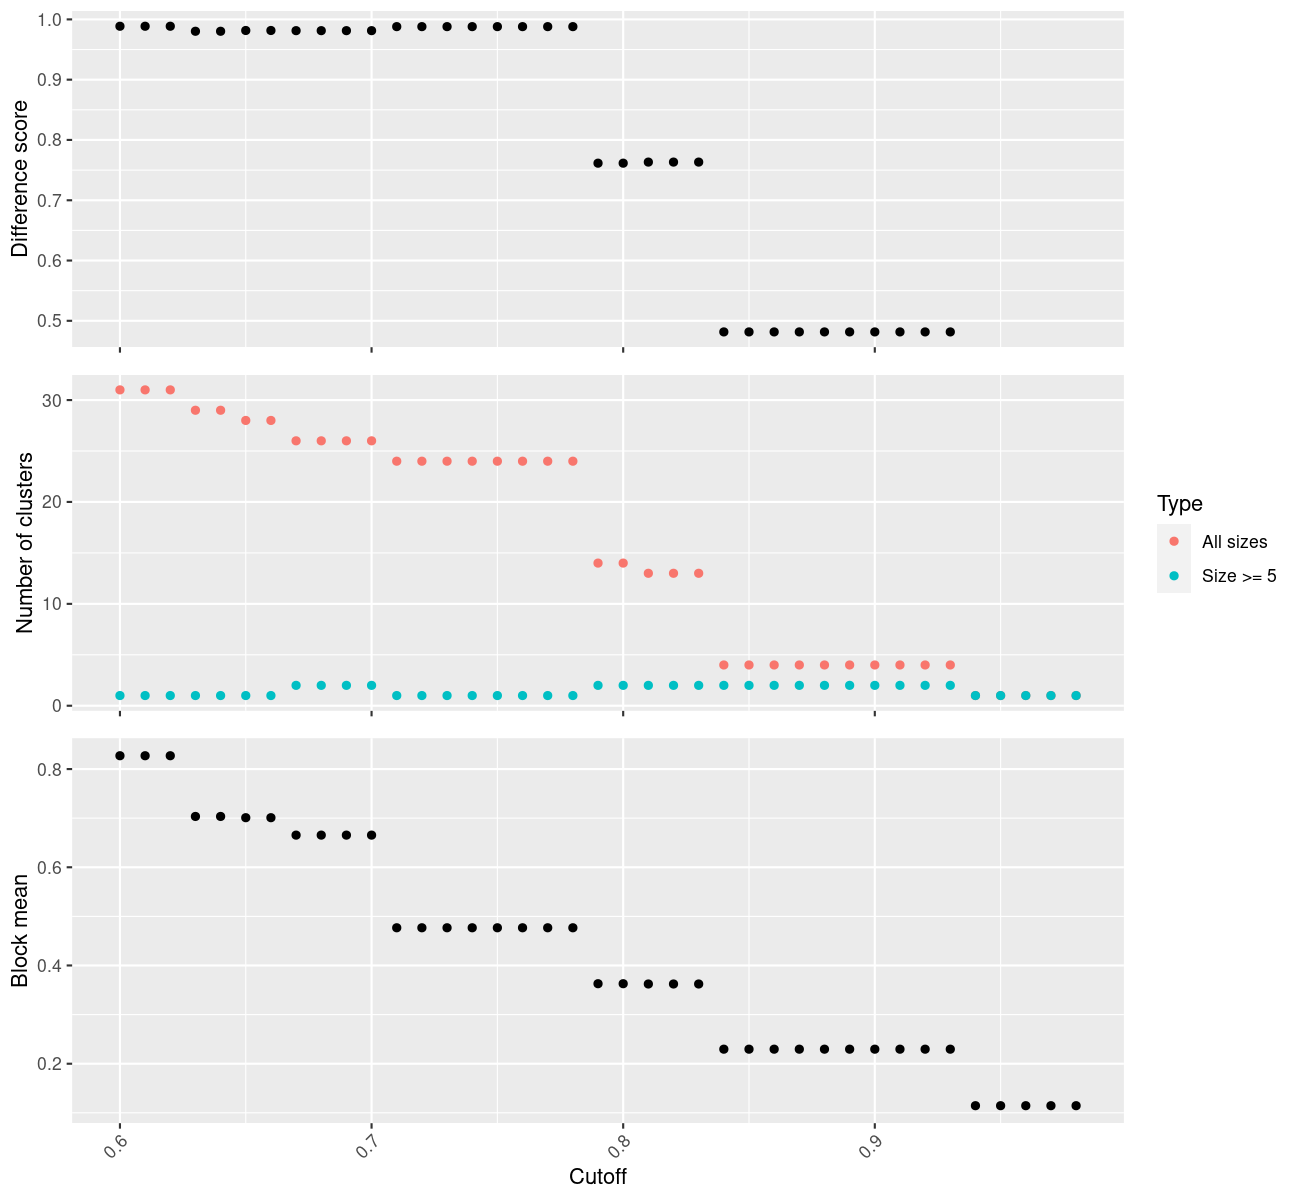 1.0
0.9
0.8
0.7
0.6
0.5
Difference score
30
20
10
0
Number of clusters
Type
All sizes
Size >= 5
0.8
0.6
0.4
0.2
Block mean
0.6
0.7
0.8
0.9
Cutoff